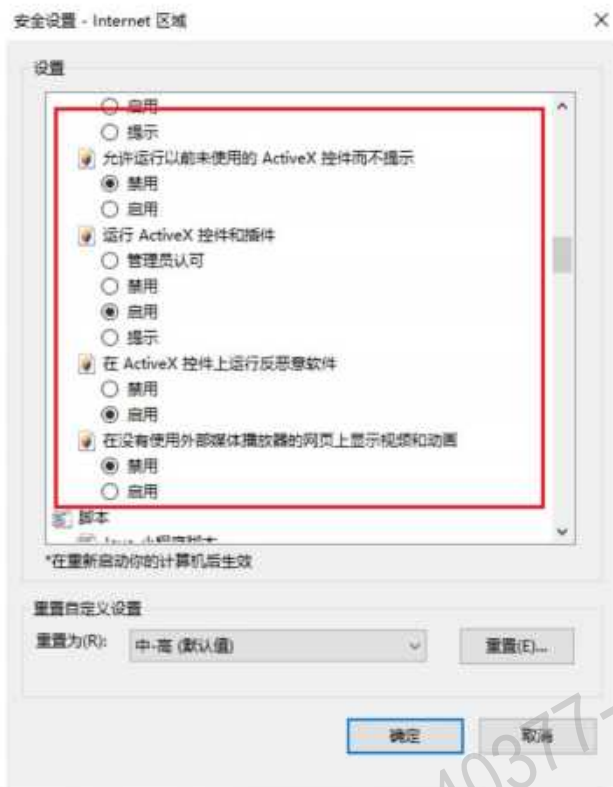 安全设置 - Internet 区域
设置
启用
提示
允许运行以前未使用的 ActiveX 控件而不提示
禁用
启用
运行 ActiveX 控件和插件
管理员认可
禁用
启用
提示
在 ActiveX 控件上运行反恶意软件
禁用
启用
在没有使用外部媒体播放器的网页上显示视频和动画
禁用
启用
脚本
Java 小程序脚本
*在重新启动你的计算机后生效
重置自定义设置
重置为(R): 中-高 (默认值) 重置(E)...
确定 取消